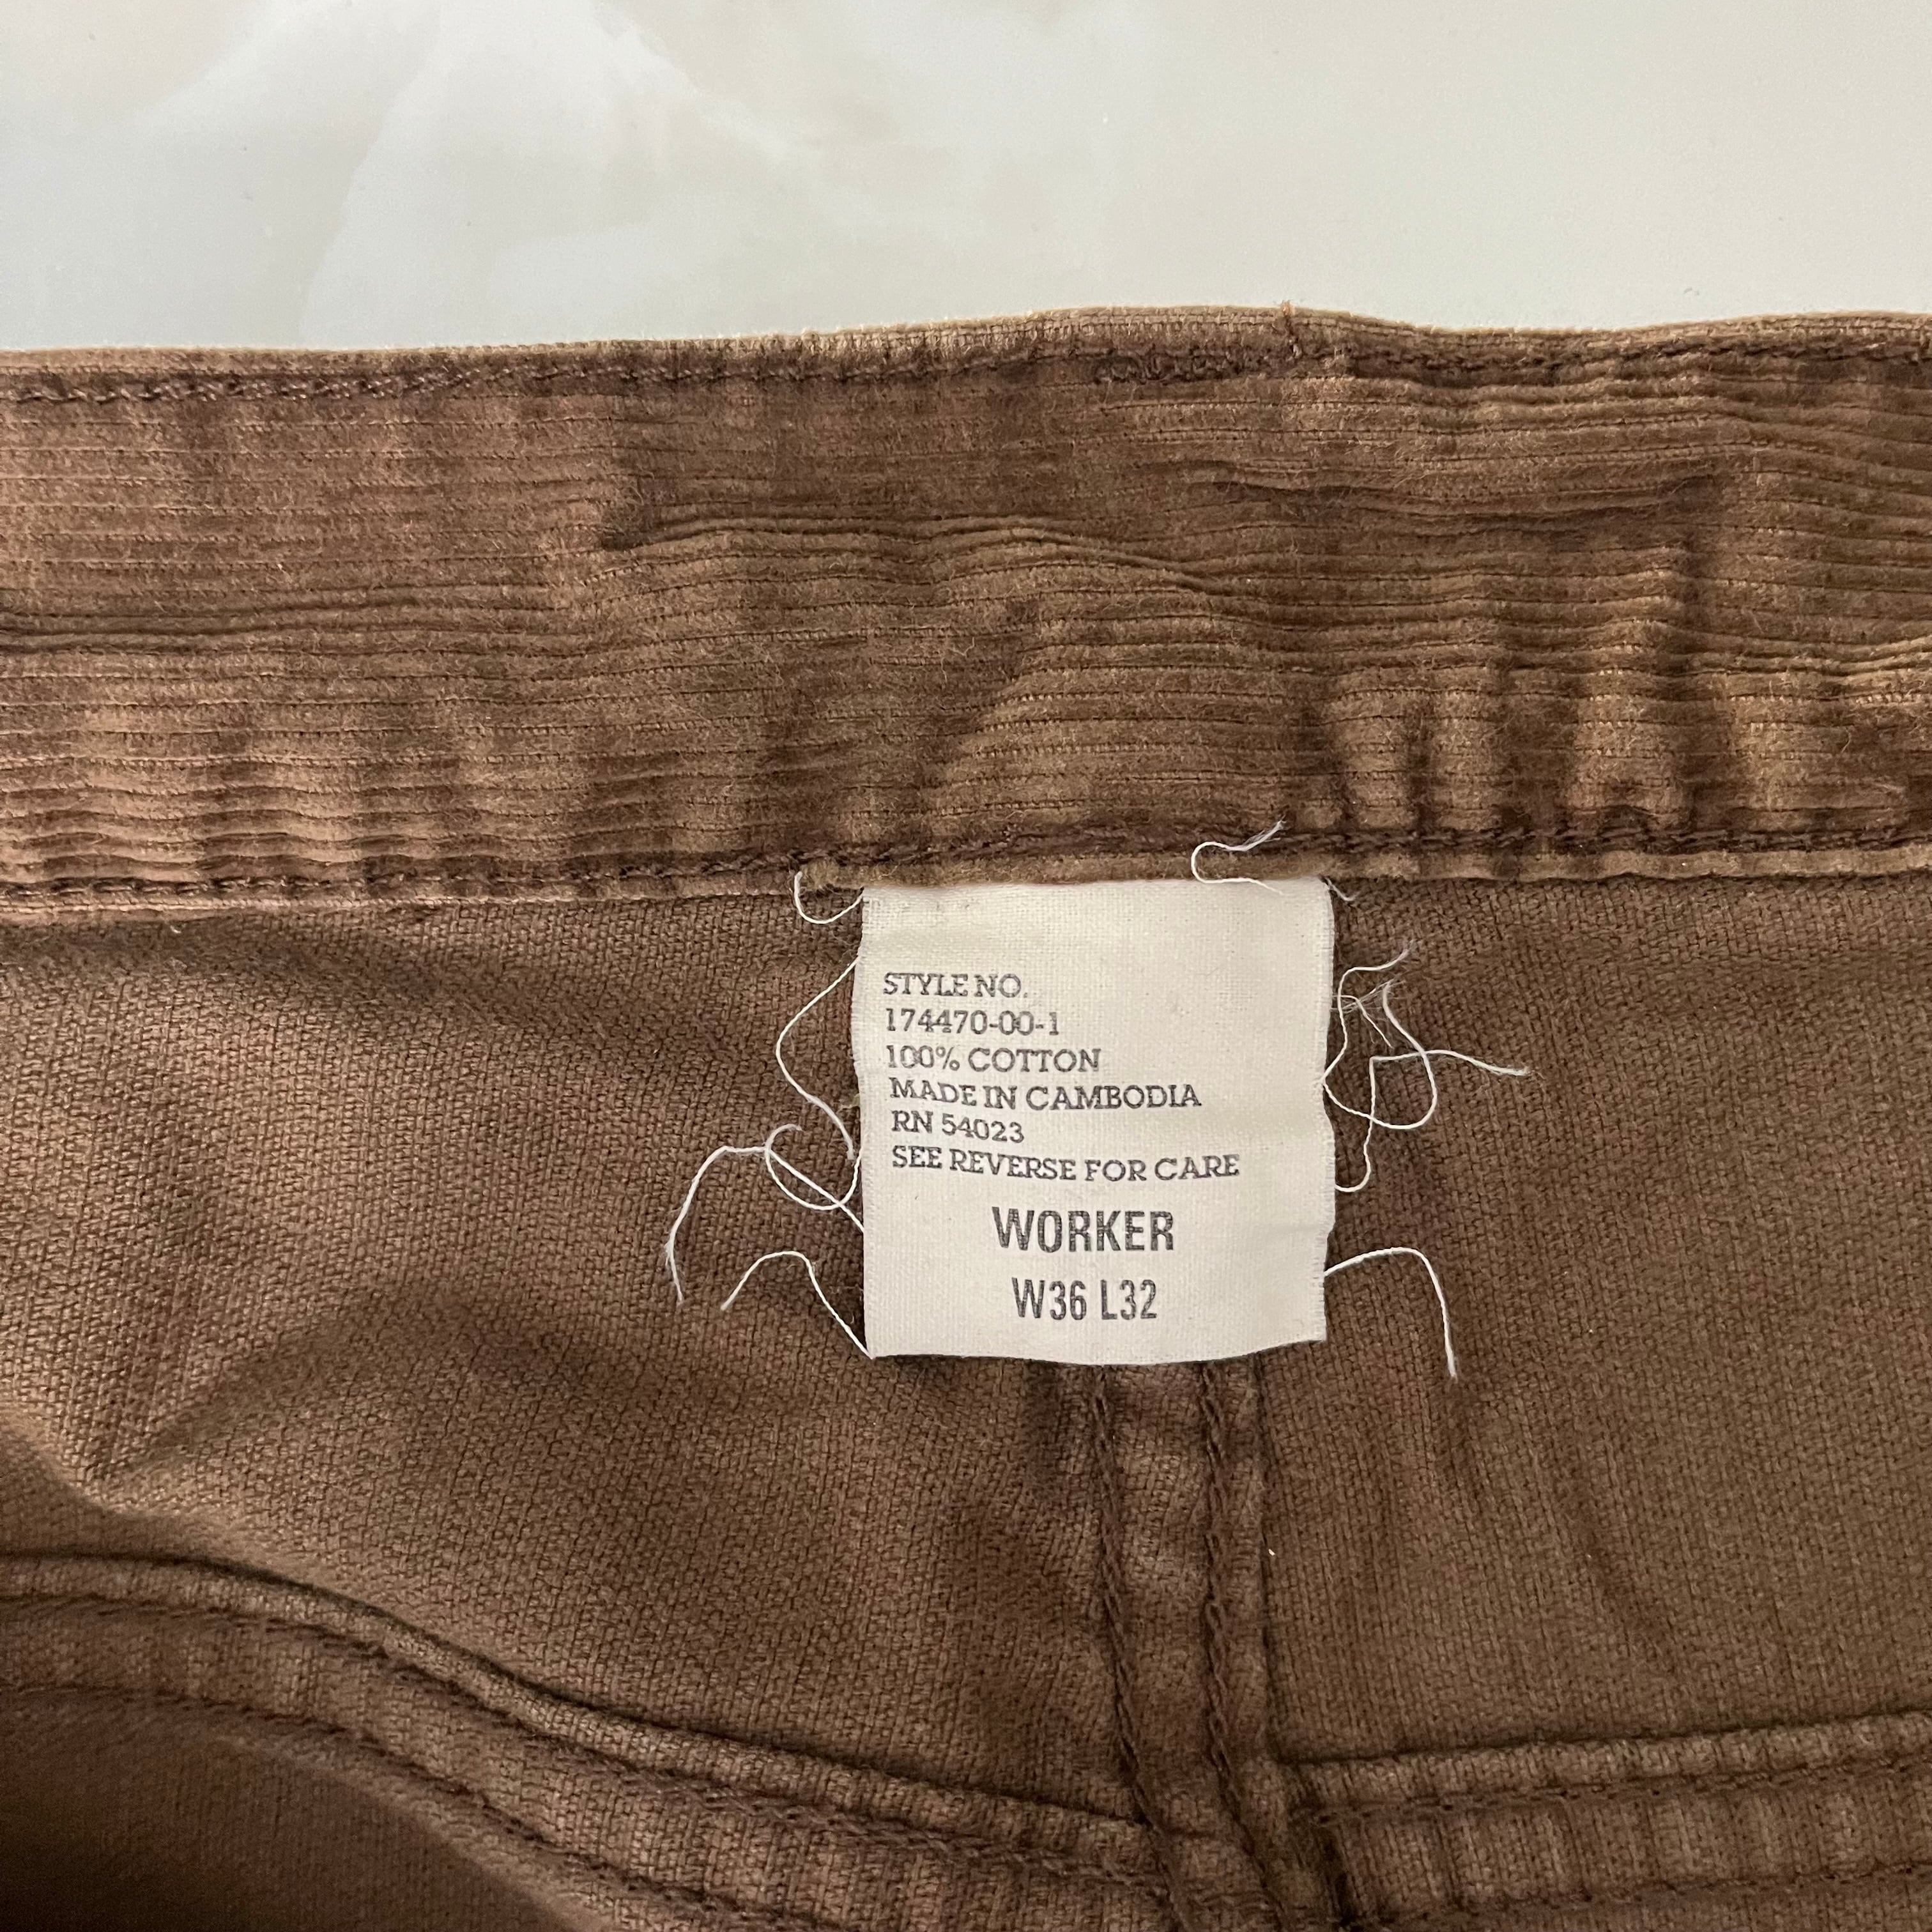 STYLE NO.
174470-00-1
100% COTTON
MADE IN CAMBODIA
RN 54023
SEE REVERSE FOR CARE
WORKER
W36 L32